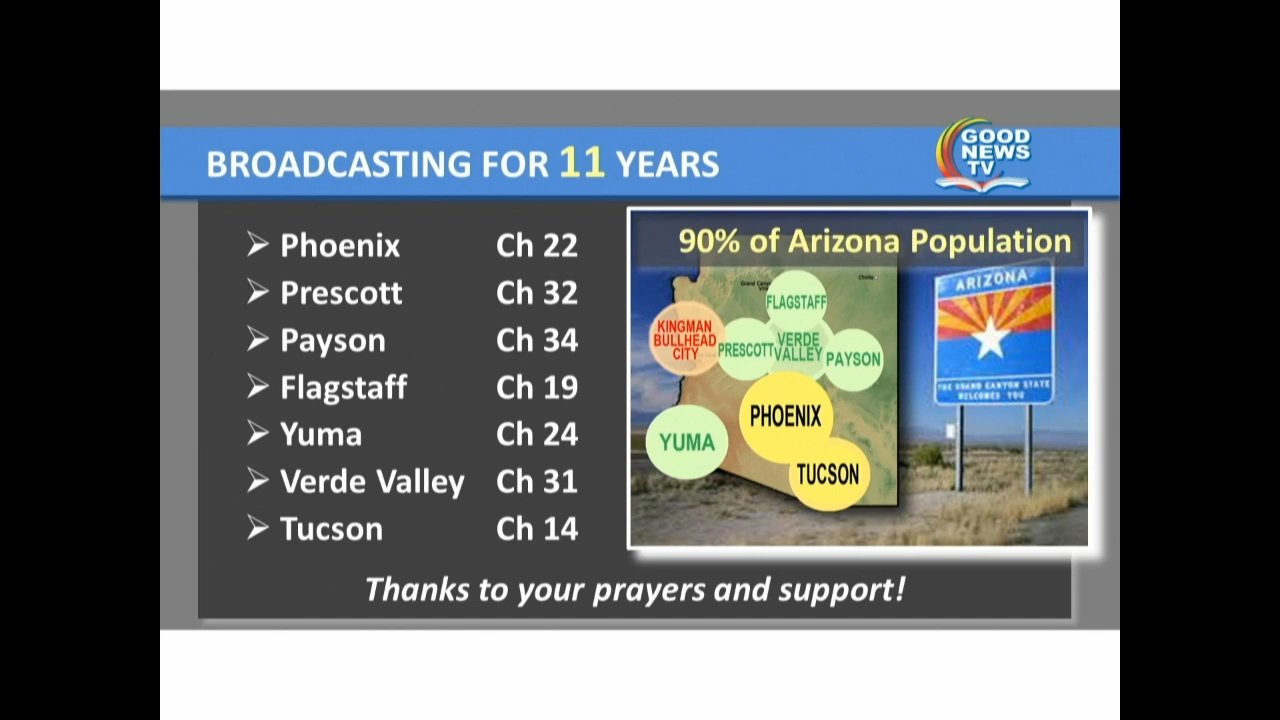 BROADCASTING FOR 11 YEARS
GOOD
NEWS
TV
Phoenix Ch 22
Prescott Ch 32
Payson Ch 34
Flagstaff Ch 19
Yuma Ch 24
Verde Valley Ch 31
Tucson Ch 14
90% of Arizona Population
FLAGSTAFF
KINGMAN
BULLHEAD
CITY
PRESCOTT
VERDE
VALLEY
PAYSON
PHOENIX
YUMA
TUCSON
ARIZONA
THE GRAND CANYON STATE
WELCOMES YOU
Thanks to your prayers and support!